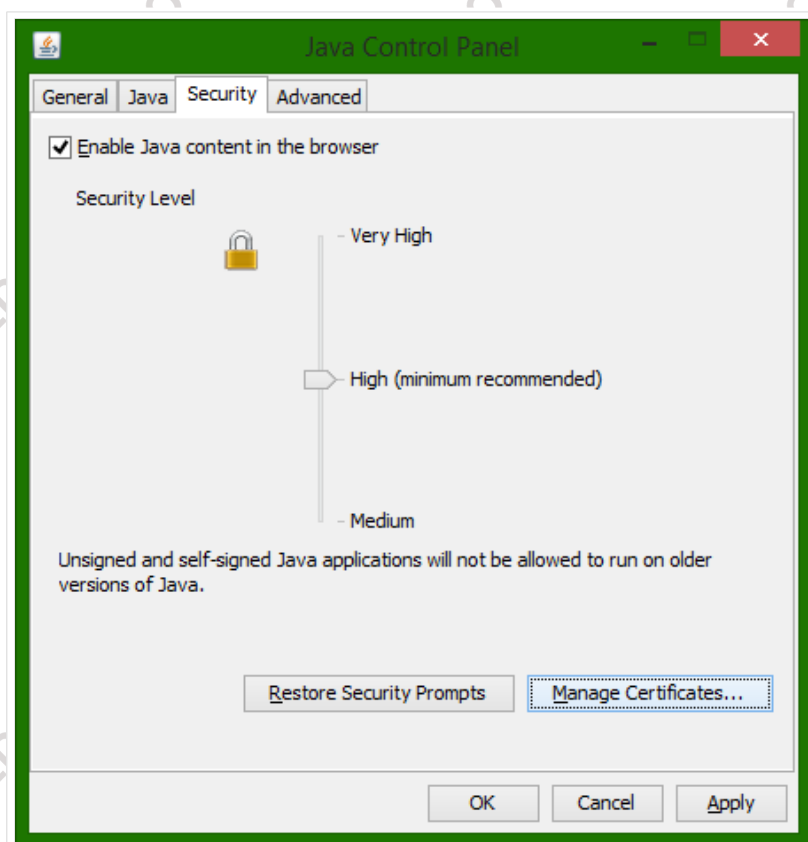 Java Control Panel
General Java Security Advanced
Enable Java content in the browser
Security Level
Very High
High (minimum recommended)
Medium
Unsigned and self-signed Java applications will not be allowed to run on older
versions of Java.
Restore Security Prompts Manage Certificates...
OK Cancel Apply